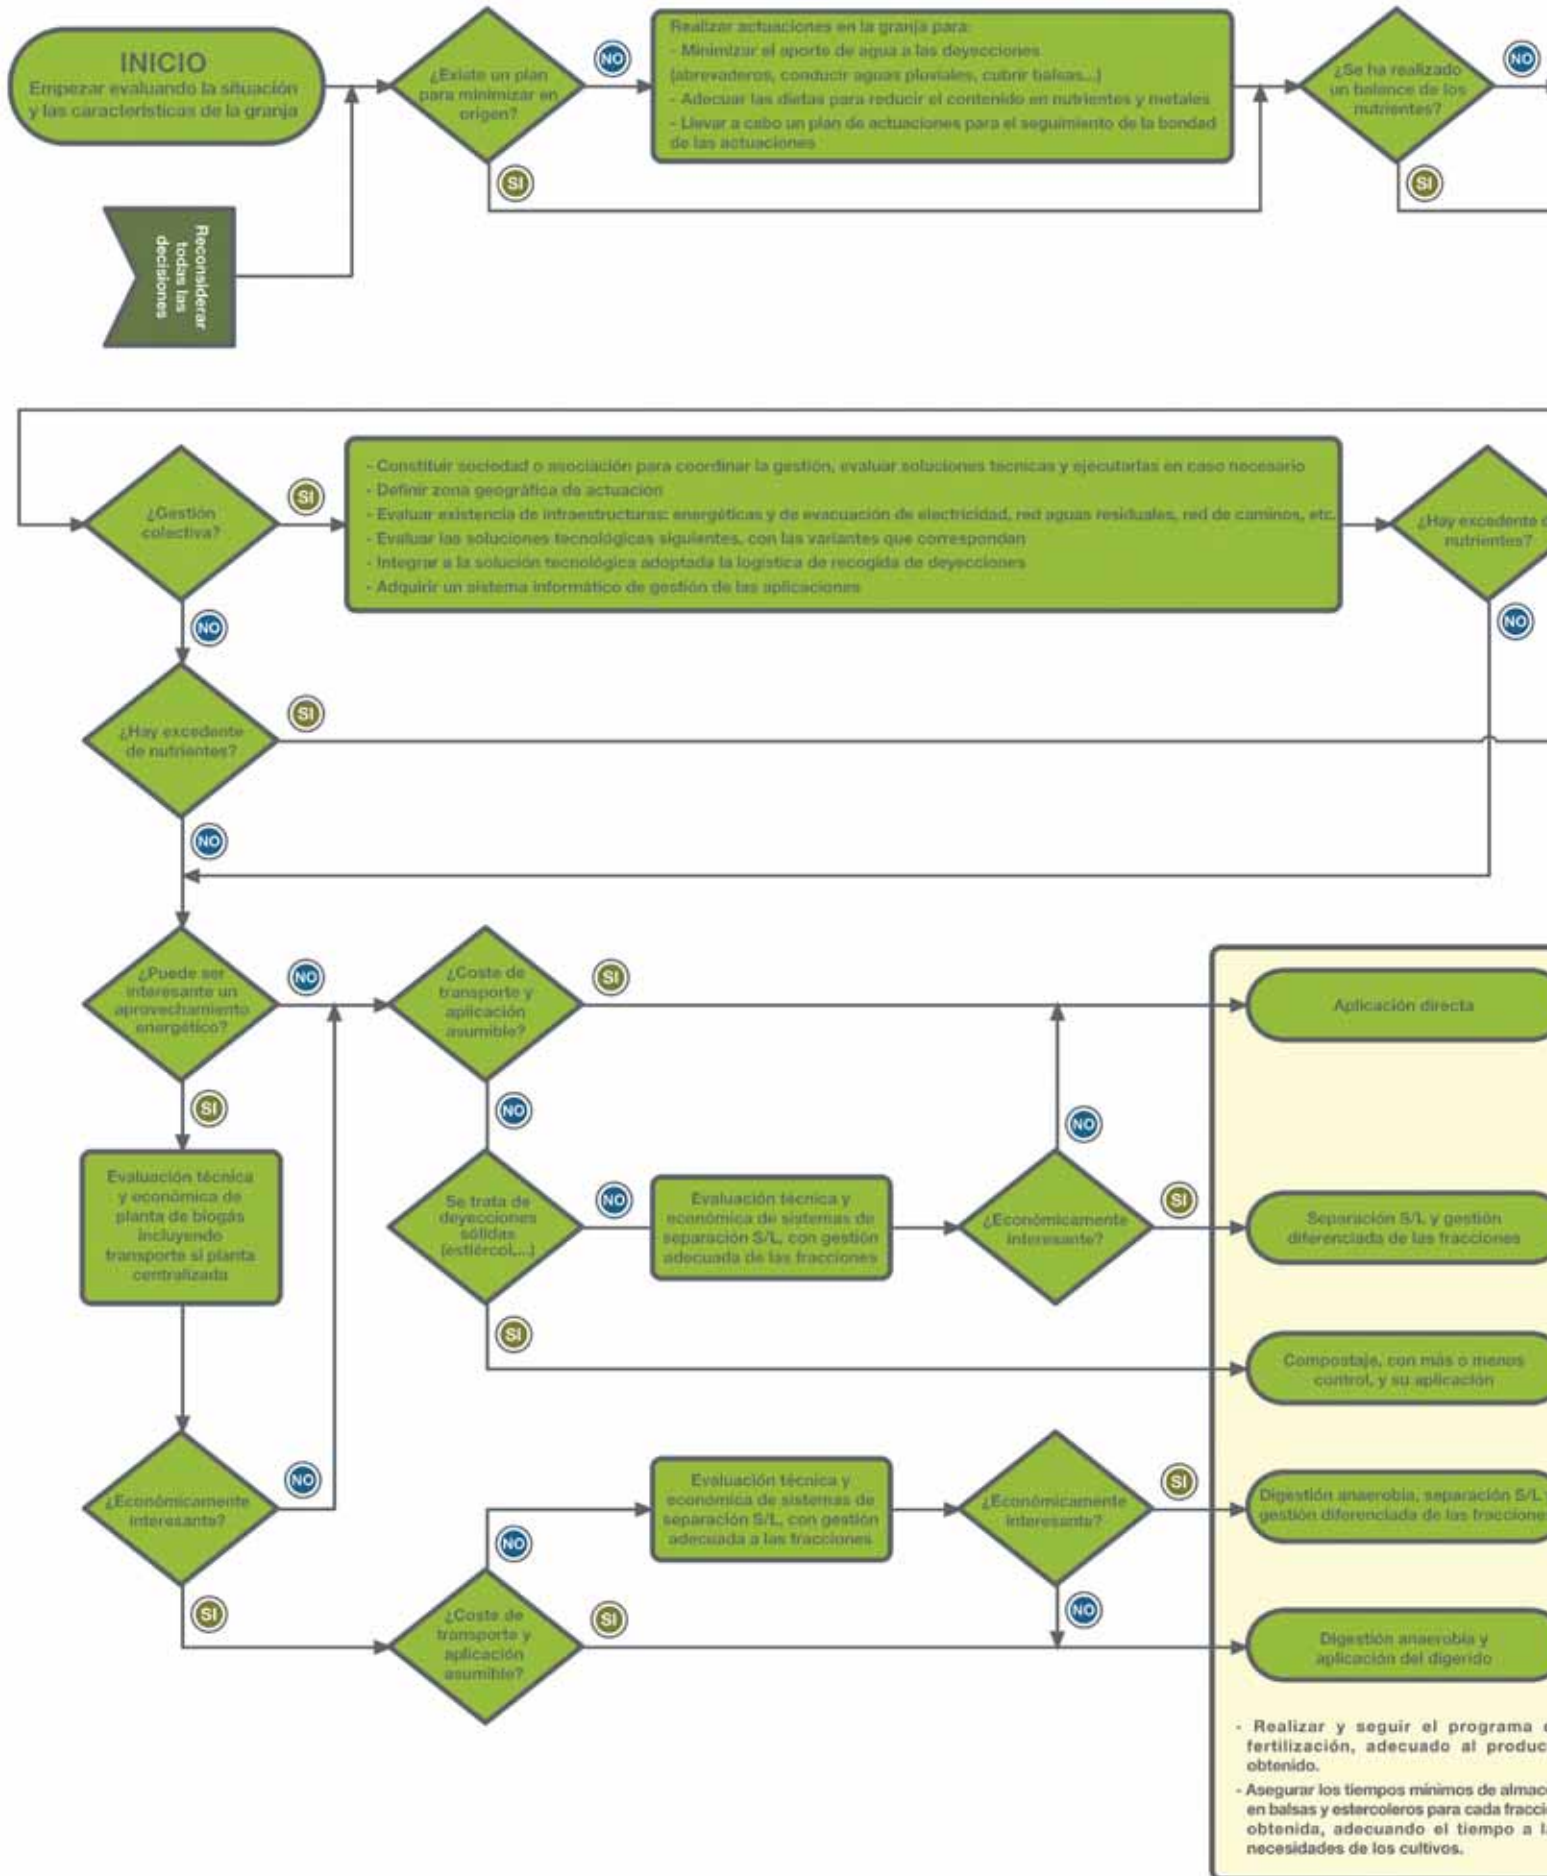 INICIO
Empezar evaluando la situación
y las características de la granja
¿Existe un plan
para minimizar en
origen?
NO
SI
Realizar actuaciones en la granja para:
- Minimizar el aporte de agua a las deyecciones
(abrevaderos, conducir aguas pluviales, cubrir balsas...)
- Adecuar las dietas para reducir el contenido en nutrientes y metales
- Llevar a cabo un plan de actuaciones para el seguimiento de la bondad
de las actuaciones
¿Se ha realizado
un balance de los
nutrientes?
NO
SI
Reconsiderar
todas las
decisiones
¿Gestión
colectiva?
SI
NO
- Constituir sociedad o asociación para coordinar la gestión, evaluar soluciones tecnicas y ejecutarlas en caso necesario
- Definir zona geográfica de actuación
- Evaluar existencia de infraestructuras: energéticas y de evacuación de electricidad, red aguas residuales, red de caminos, etc.
- Evaluar las soluciones tecnológicas siguientes, con las variantes que correspondan
- Integrar a la solución tecnológica adoptada la logística de recogida de deyecciones
- Adquirir un sistema informático de gestión de las aplicaciones
¿Hay excedente
nutrientes?
NO
¿Hay excedente
de nutrientes?
SI
NO
¿Puede ser
interesante un
aprovechamiento
energético?
NO
SI
¿Coste de
transporte y
aplicación
asumible?
SI
NO
Aplicación directa
Evaluación técnica
y económica de
planta de biogás
incluyendo
transporte si planta
centralizada
Se trata de
deyecciones
sólidas
(estiércol,...)
NO
SI
Evaluación técnica y
económica de sistemas de
separación S/L, con gestión
adecuada de las fracciones
¿Económicamente
interesante?
NO
SI
Separación S/L y gestión
diferenciada de las fracciones
Compostaje, con más o menos
control, y su aplicación
¿Económicamente
interesante?
NO
SI
Evaluación técnica y
económica de sistemas de
separación S/L, con gestión
adecuada a las fracciones
¿Económicamente
interesante?
SI
NO
Digestión anaerobia, separación S/L
gestión diferenciada de las
¿Coste de
transporte y
aplicación
asumible?
NO
SI
Digestión anaerobia y
aplicación del digerido
- Realizar y seguir el programa
fertilización, adecuado al
obtenido.
- Asegurar los tiempos mínimos de
en balsas y estercoleros para cada
obtenida, adecuando el tiempo a
necesidades de los cultivos.